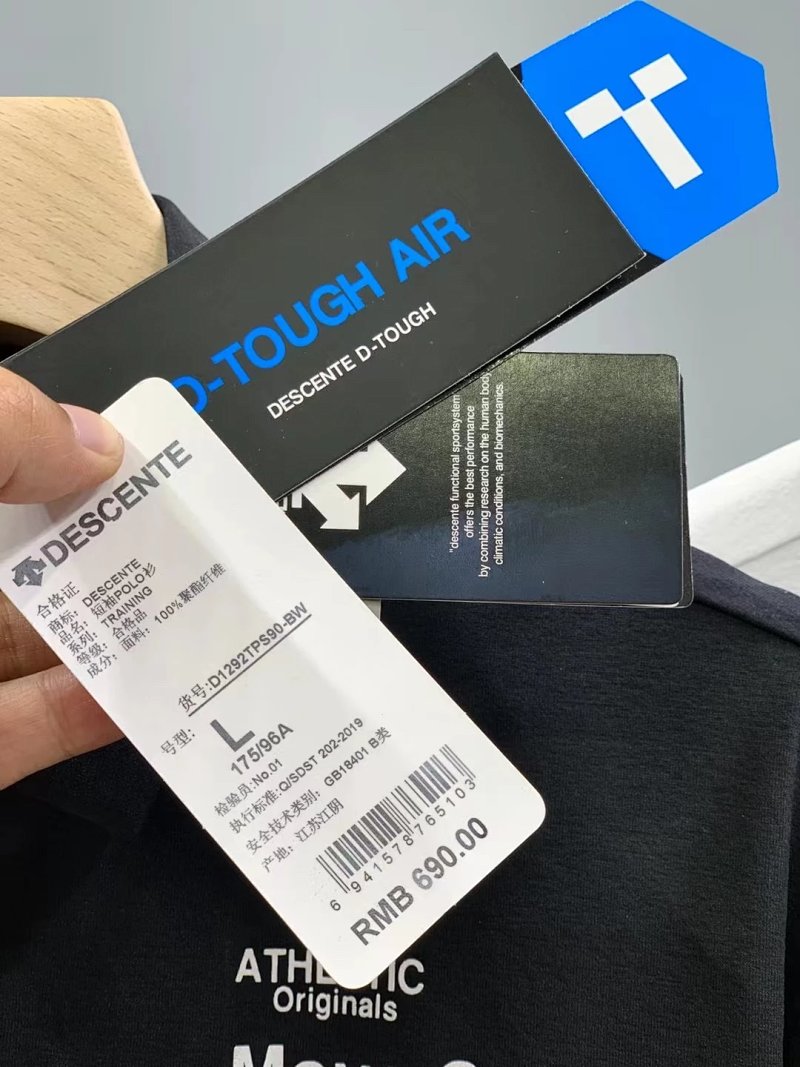 D-TOUGH AIR
DESCENTE D-TOUGH
"descente functional sportsystem
offers the best performance
by combining research on the human body,
climatic conditions, and biomechanics.
DESCENTE
合格证
商标: DESCENTE
品名: 短袖POLO衫
系列: TRAINING
等级: 合格品
成分: 面料: 100%聚酯纤维
货号:D1292TPS90-BW
号型: L
175/96A
检验员:No.01
执行标准:Q/SDST 202-2019
安全技术类别: GB18401 B类
产地: 江苏江阴
6 941578 765103
RMB 690.00
Originals